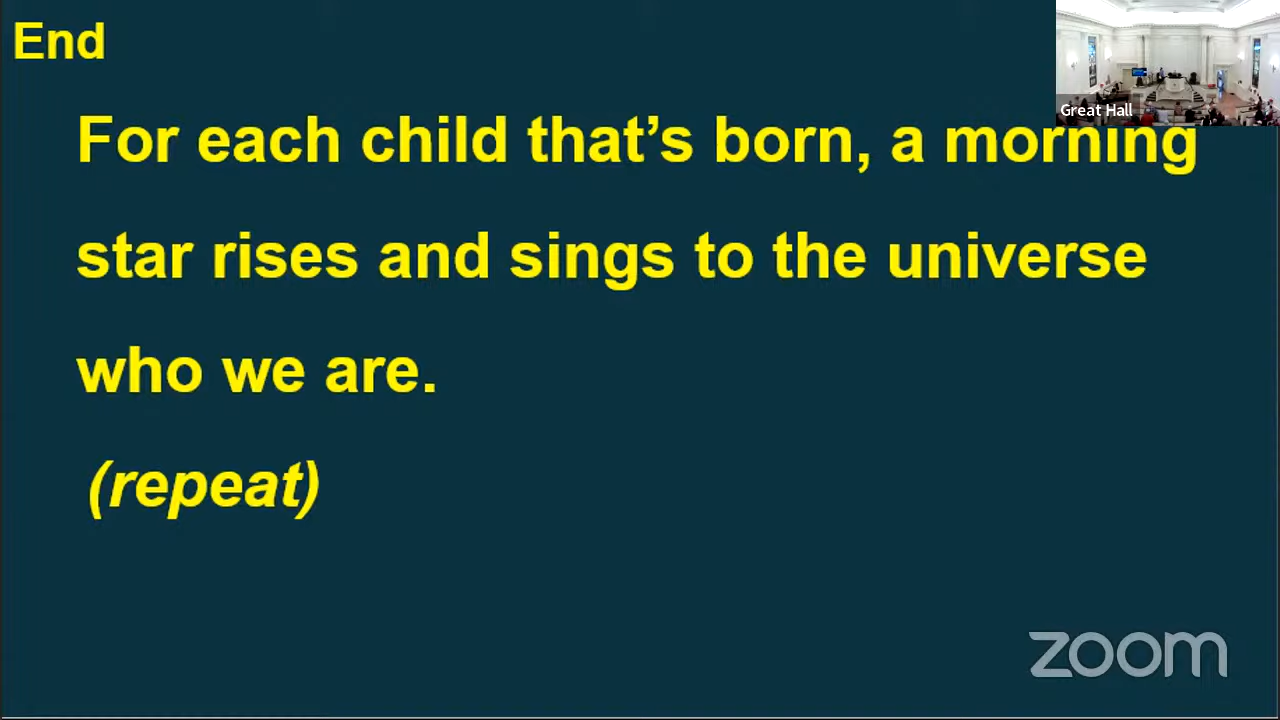 End
Great Hall
For each child that’s born, a morning
star rises and sings to the universe
who we are.
(repeat)
zoom